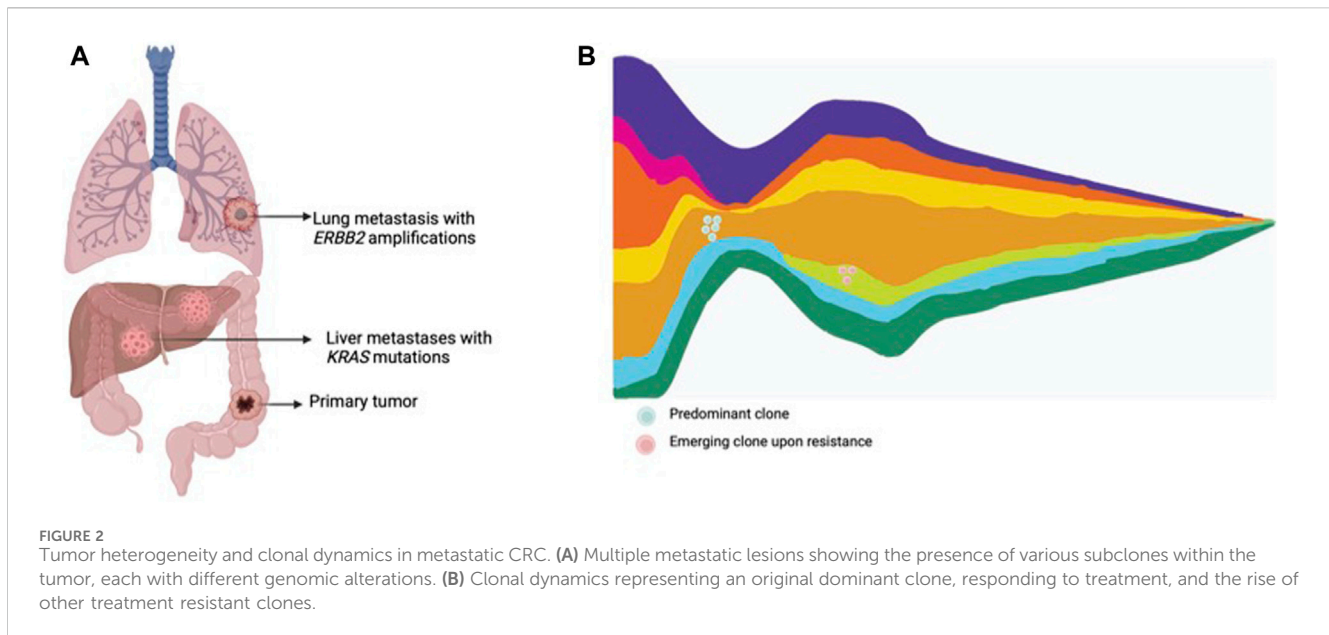 A
B
Lung metastasis with
ERBB2 amplifications
Liver metastases with
KRAS mutations
Primary tumor
Predominant clone
Emerging clone upon resistance
FIGURE 2
Tumor heterogeneity and clonal dynamics in metastatic CRC. (A) Multiple metastatic lesions showing the presence of various subclones within the
tumor, each with different genomic alterations. (B) Clonal dynamics representing an original dominant clone, responding to treatment, and the rise of
other treatment resistant clones.